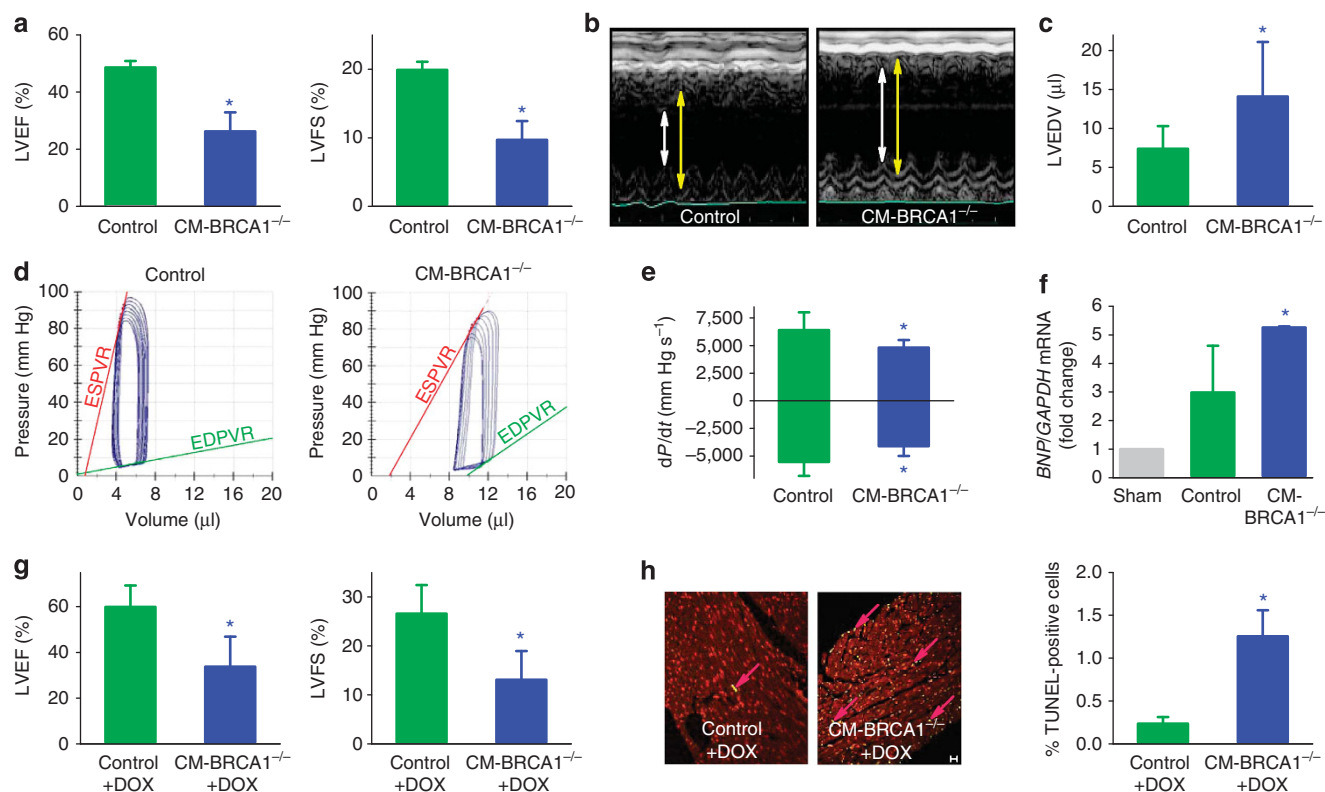 a
60
40
20
0
LVEF (%)
*
Control
CM-BRCA1–/–
20
10
0
LVFS (%)
*
Control
CM-BRCA1–/–
b
Control
CM-BRCA1–/–
c
20
15
10
5
0
LVEDV (μl)
*
Control
CM-BRCA1–/–
d
Control
100
80
60
40
20
0
Pressure (mm Hg)
ESPVR
EDPVR
0 4 8 12 16 20
Volume (μl)
CM-BRCA1–/–
100
80
60
40
20
0
Pressure (mm Hg)
ESPVR
EDPVR
0 4 8 12 16 20
Volume (μl)
e
7,500
5,000
2,500
0
–2,500
–5,000
dP/dt (mm Hg s–1)
*
*
Control
CM-BRCA1–/–
f
6
5
4
3
2
1
0
BNP/GAPDH mRNA
(fold change)
*
Sham
Control
CM-
BRCA1–/–
g
60
40
20
0
LVEF (%)
*
Control
+DOX
CM-BRCA1–/–
+DOX
30
20
10
0
LVFS (%)
*
Control
+DOX
CM-BRCA1–/–
+DOX
h
Control
+DOX
CM-BRCA1–/–
+DOX
2.0
1.5
1.0
0.5
0.0
% TUNEL-positive cells
*
Control
+DOX
CM-BRCA1–/–
+DOX